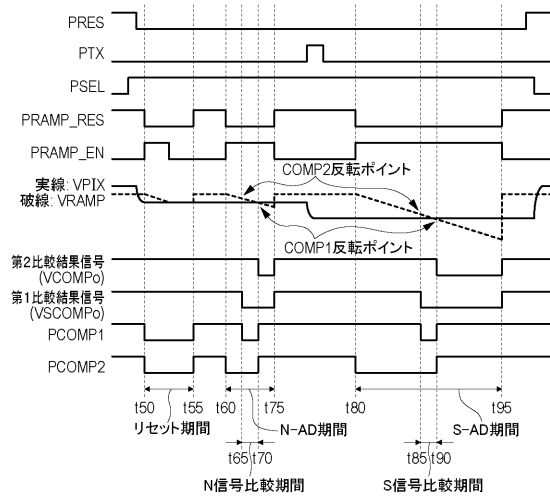 PRES
PTX
PSEL
PRAMP_RES
PRAMP_EN
COMP2反転ポイント
実線: VPIX
破線: VRAMP
COMP1反転ポイント
第2比較結果信号
(VCOMPo)
第1比較結果信号
(VSCOMPo)
PCOMP1
PCOMP2
t50 t55 t60 t75 t80 t95
リセット期間 N-AD期間 S-AD期間
t65 t70 t85 t90
N信号比較期間 S信号比較期間